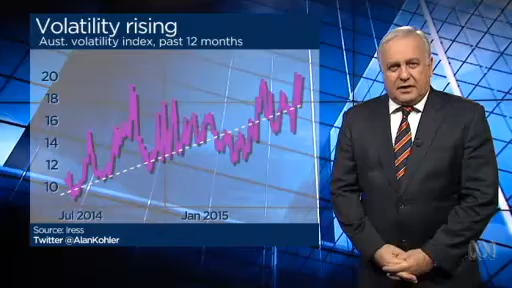 Volatility rising
Aust. volatility index, past 12 months
20
18
16
14
12
10
Jul 2014
Jan 2015
Source: Iress
Twitter @AlanKohler